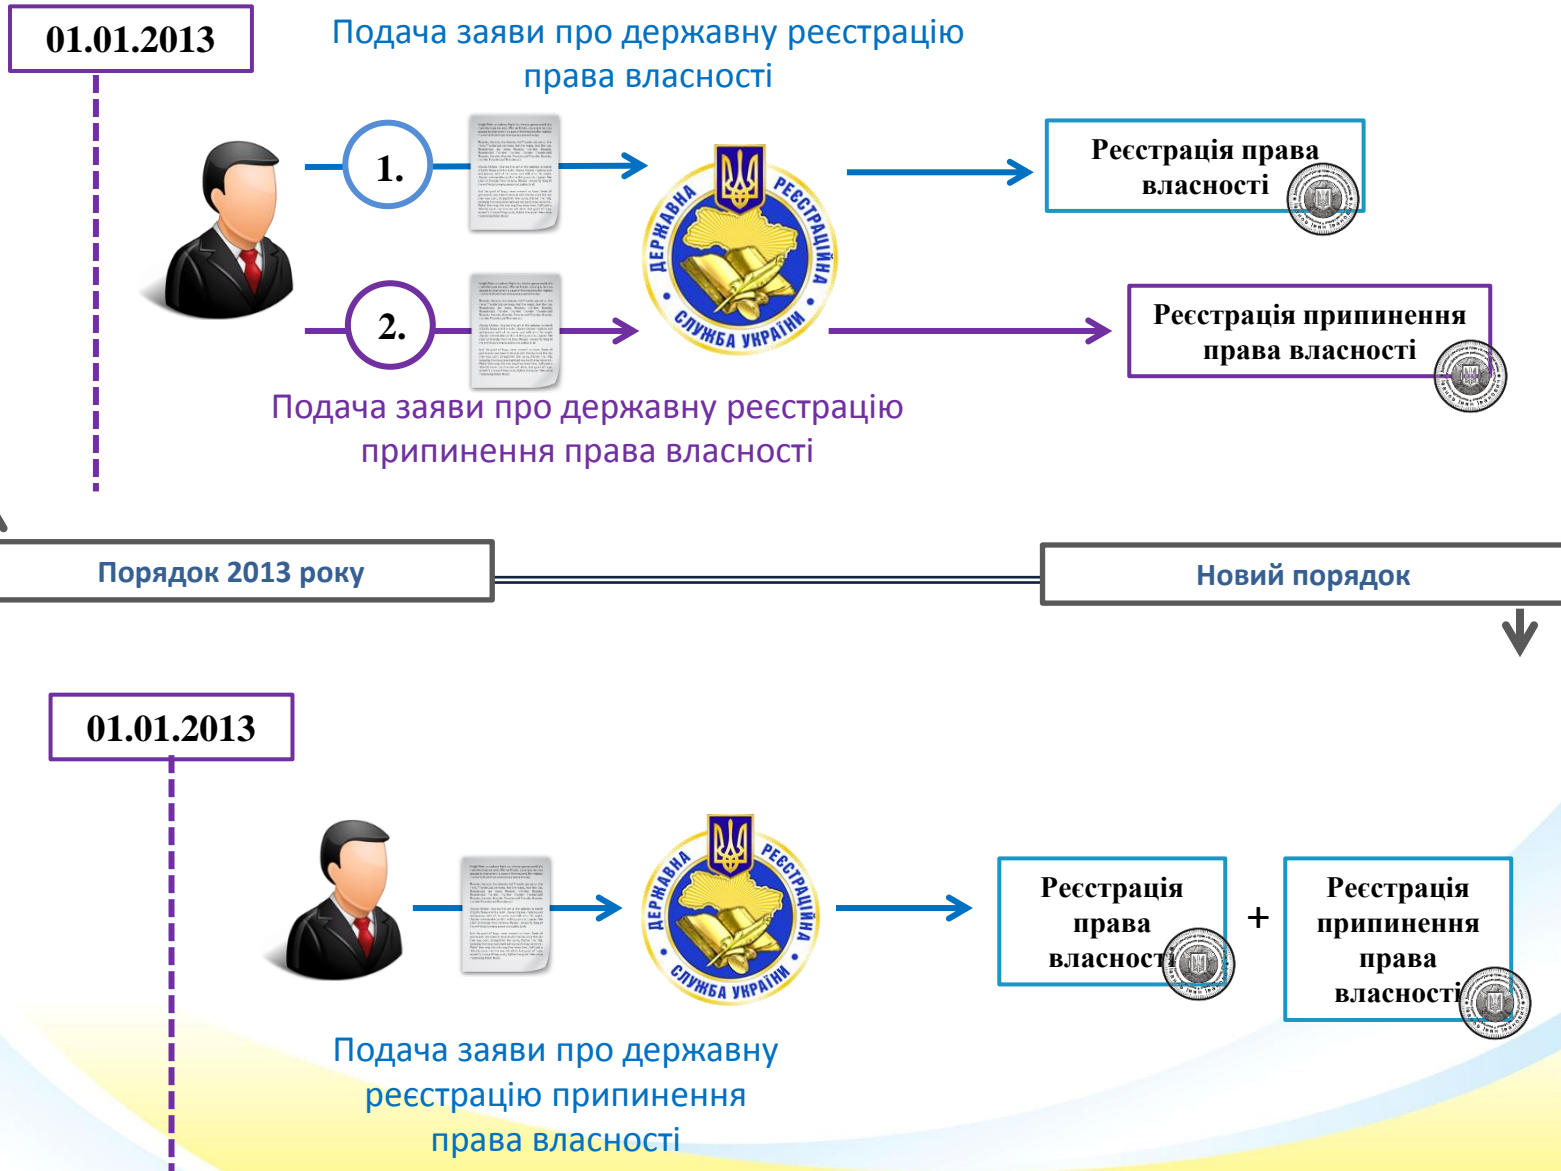 01.01.2013
Подача заяви про державну реєстрацію
права власності
1.
ДЕРЖАВНА РЕЄСТРАЦІЙНА
СЛУЖБА УКРАЇНИ
Реєстрація права
власності
2.
Реєстрація припинення
права власності
Подача заяви про державну реєстрацію
припинення права власності
Порядок 2013 року
Новий порядок
01.01.2013
ДЕРЖАВНА РЕЄСТРАЦІЙНА
СЛУЖБА УКРАЇНИ
Реєстрація
права
власності
+
Реєстрація
припинення
права
власності
Подача заяви про державну
реєстрацію припинення
права власності